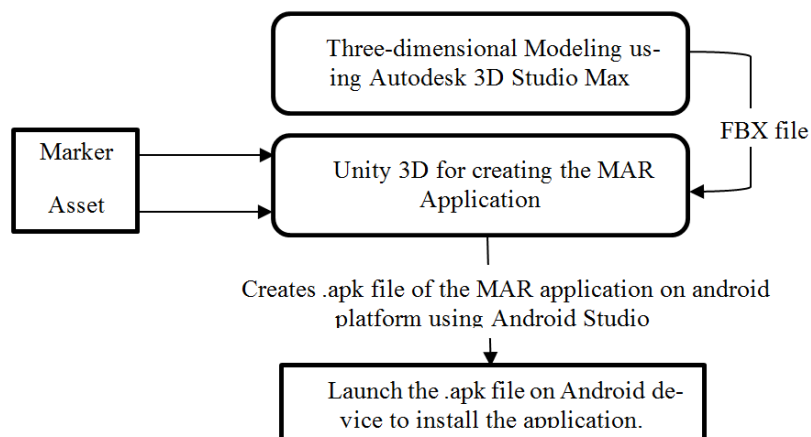 Three-dimensional Modeling us-
ing Autodesk 3D Studio Max
FBX file
Marker
Asset
Unity 3D for creating the MAR
Application
Creates .apk file of the MAR application on android
platform using Android Studio
Launch the .apk file on Android de-
vice to install the application.